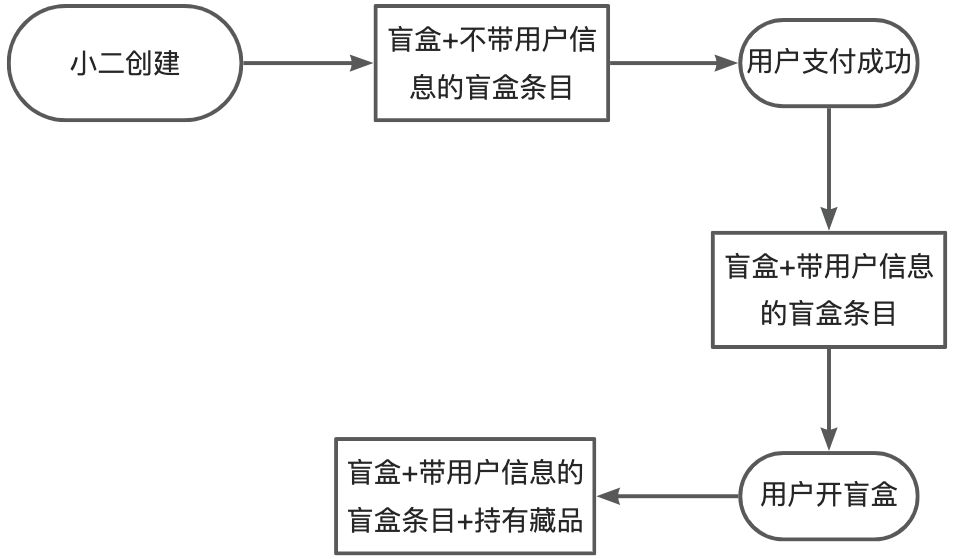 小二创建
盲盒+不带用户信
息的盲盒条目
用户支付成功
盲盒+带用户信息
的盲盒条目
用户开盲盒
盲盒+带用户信息的
盲盒条目+持有藏品